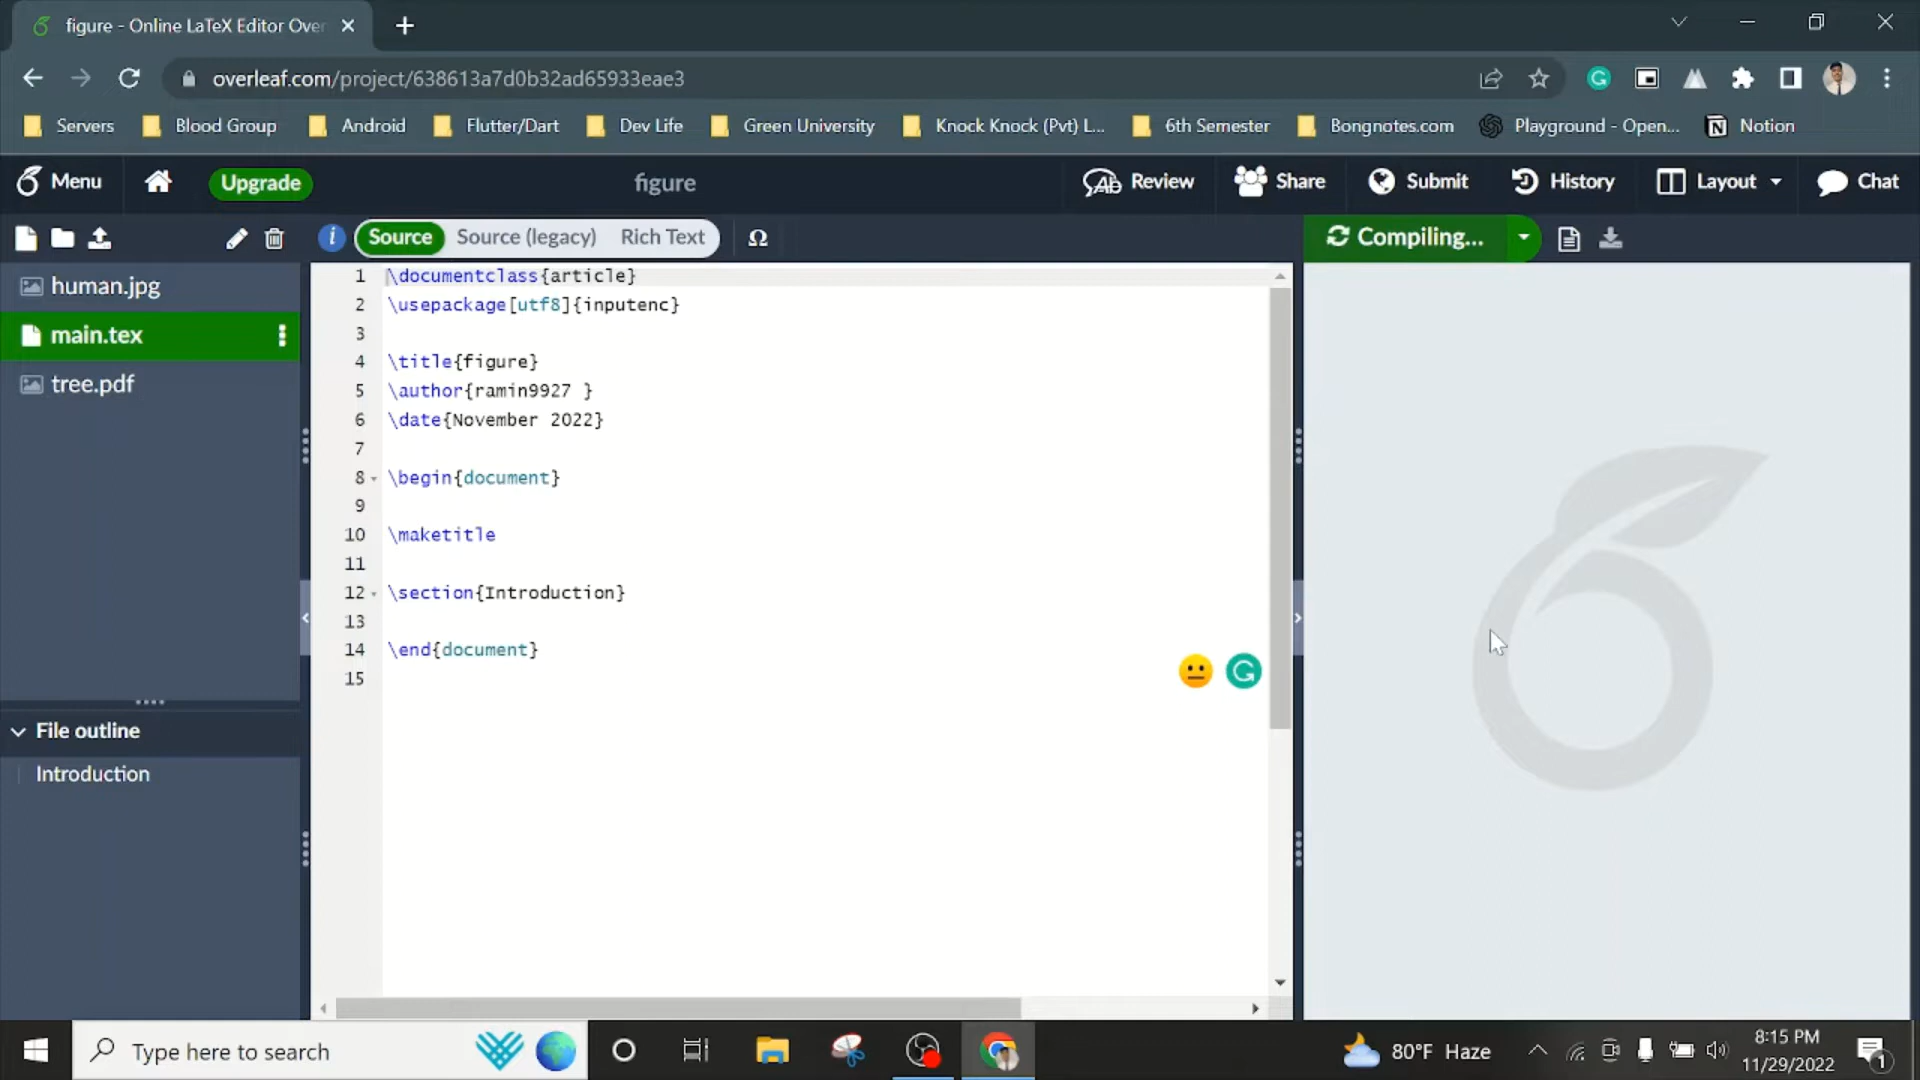 figure - Online LaTeX Editor Over
overleaf.com/project/638613a7d0b32ad65933eae3
Servers Blood Group Android Flutter/Dart Dev Life Green University Knock Knock (Pvt) L... 6th Semester Bongnotes.com Playground - Open... Notion
Menu Upgrade figure Review Share Submit History Layout Chat
Source Source (legacy) Rich Text Ω Compiling...
human.jpg
main.tex
tree.pdf
File outline
Introduction
1 \documentclass{article}
2 \usepackage[utf8]{inputenc}
3
4 \title{figure}
5 \author{ramin9927 }
6 \date{November 2022}
7
8 \begin{document}
9
10 \maketitle
11
12 \section{Introduction}
13
14 \end{document}
15
Type here to search
80°F Haze
8:15 PM
11/29/2022
1